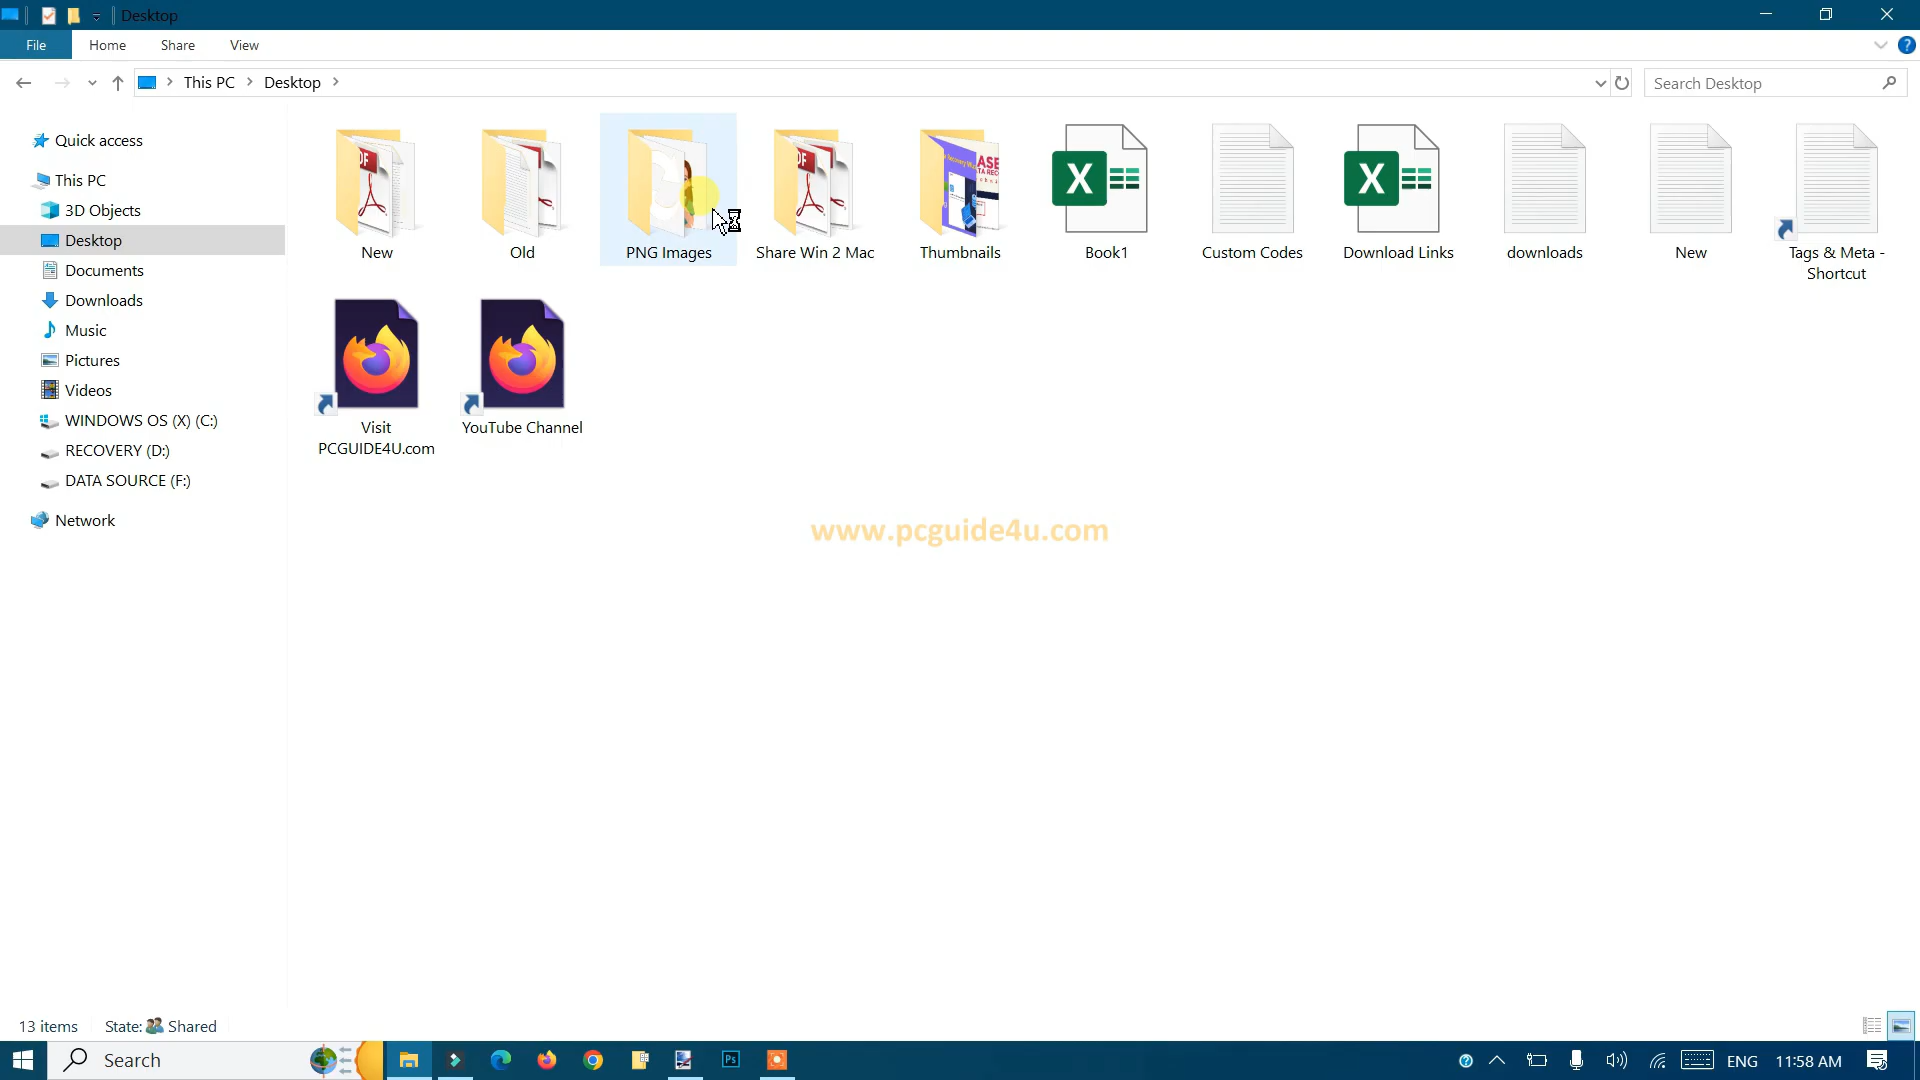 Desktop
File Home Share View
This PC Desktop
Search Desktop
Quick access
This PC
3D Objects
Desktop
Documents
Downloads
Music
Pictures
Videos
WINDOWS OS (X) (C:)
RECOVERY (D:)
DATA SOURCE (F:)
Network
New
Old
PNG Images
Share Win 2 Mac
Thumbnails
Book1
Custom Codes
Download Links
downloads
New
Tags & Meta -
Shortcut
Visit
PCGUIDE4U.com
YouTube Channel
www.pcguide4u.com
13 items State: Shared
Search
Ps
ENG 11:58 AM